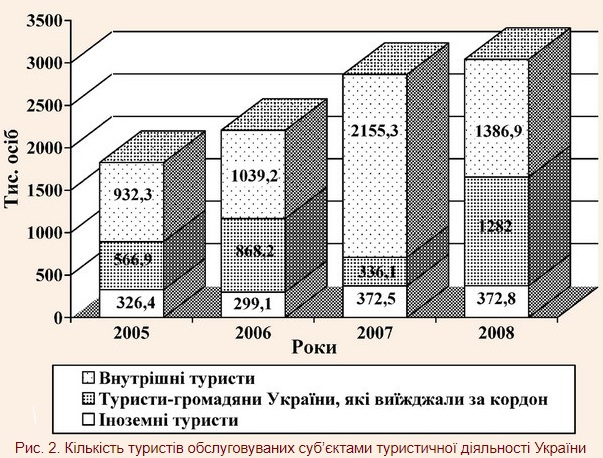 3500
3000
2500
2000
1500
1000
500
0
Тис. осіб
932,3
566,9
326,4
1039,2
868,2
299,1
2155,3
336,1
372,5
1386,9
1282
372,8
2005 2006 2007 2008
Роки
Внутрішні туристи
Туристи-громадяни України, які виїжджали за кордон
Іноземні туристи
Рис. 2. Кількість туристів обслуговуваних суб’єктами туристичної діяльності України